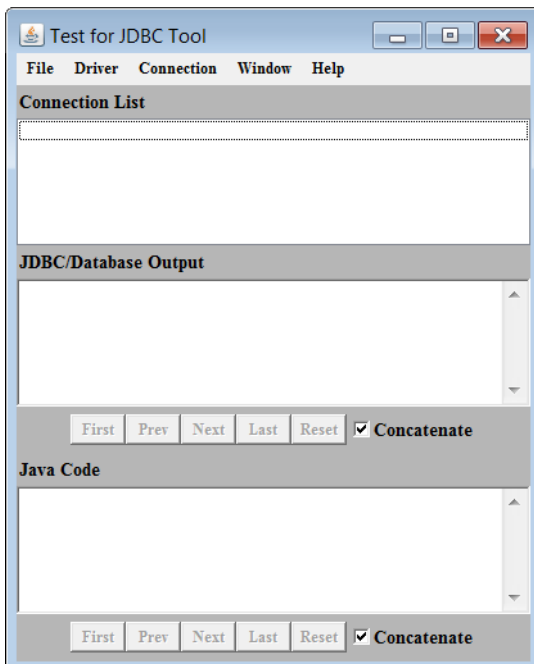 Test for JDBC Tool
File Driver Connection Window Help
Connection List
JDBC/Database Output
First Prev Next Last Reset Concatenate
Java Code
First Prev Next Last Reset Concatenate